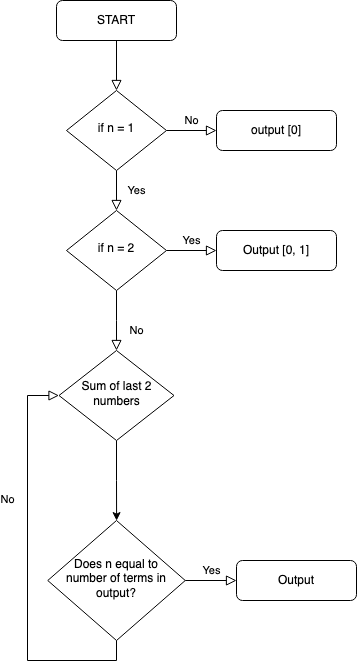 START
if n = 1
No
output [0]
Yes
if n = 2
Yes
Output [0, 1]
No
Sum of last 2
numbers
No
Does n equal to
number of terms in
output?
Yes
Output